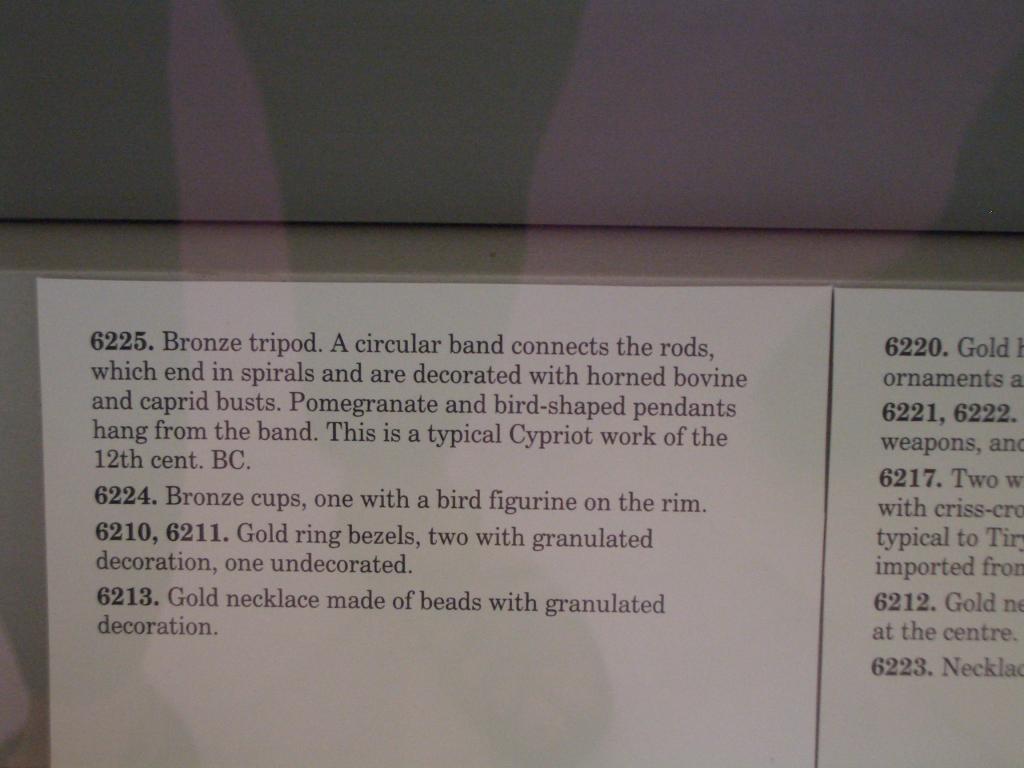 6225. Bronze tripod. A circular band connects the rods,
which end in spirals and are decorated with horned bovine
and caprid busts. Pomegranate and bird-shaped pendants
hang from the band. This is a typical Cypriot work of the
12th cent. BC.
6224. Bronze cups, one with a bird figurine on the rim.
6210, 6211. Gold ring bezels, two with granulated
decoration, one undecorated.
6213. Gold necklace made of beads with granulated
decoration.
6220. Gold
ornaments
6221, 6222.
weapons,
6217. Two
with
typical to
imported
6212. Gold
at the centre.
6223.